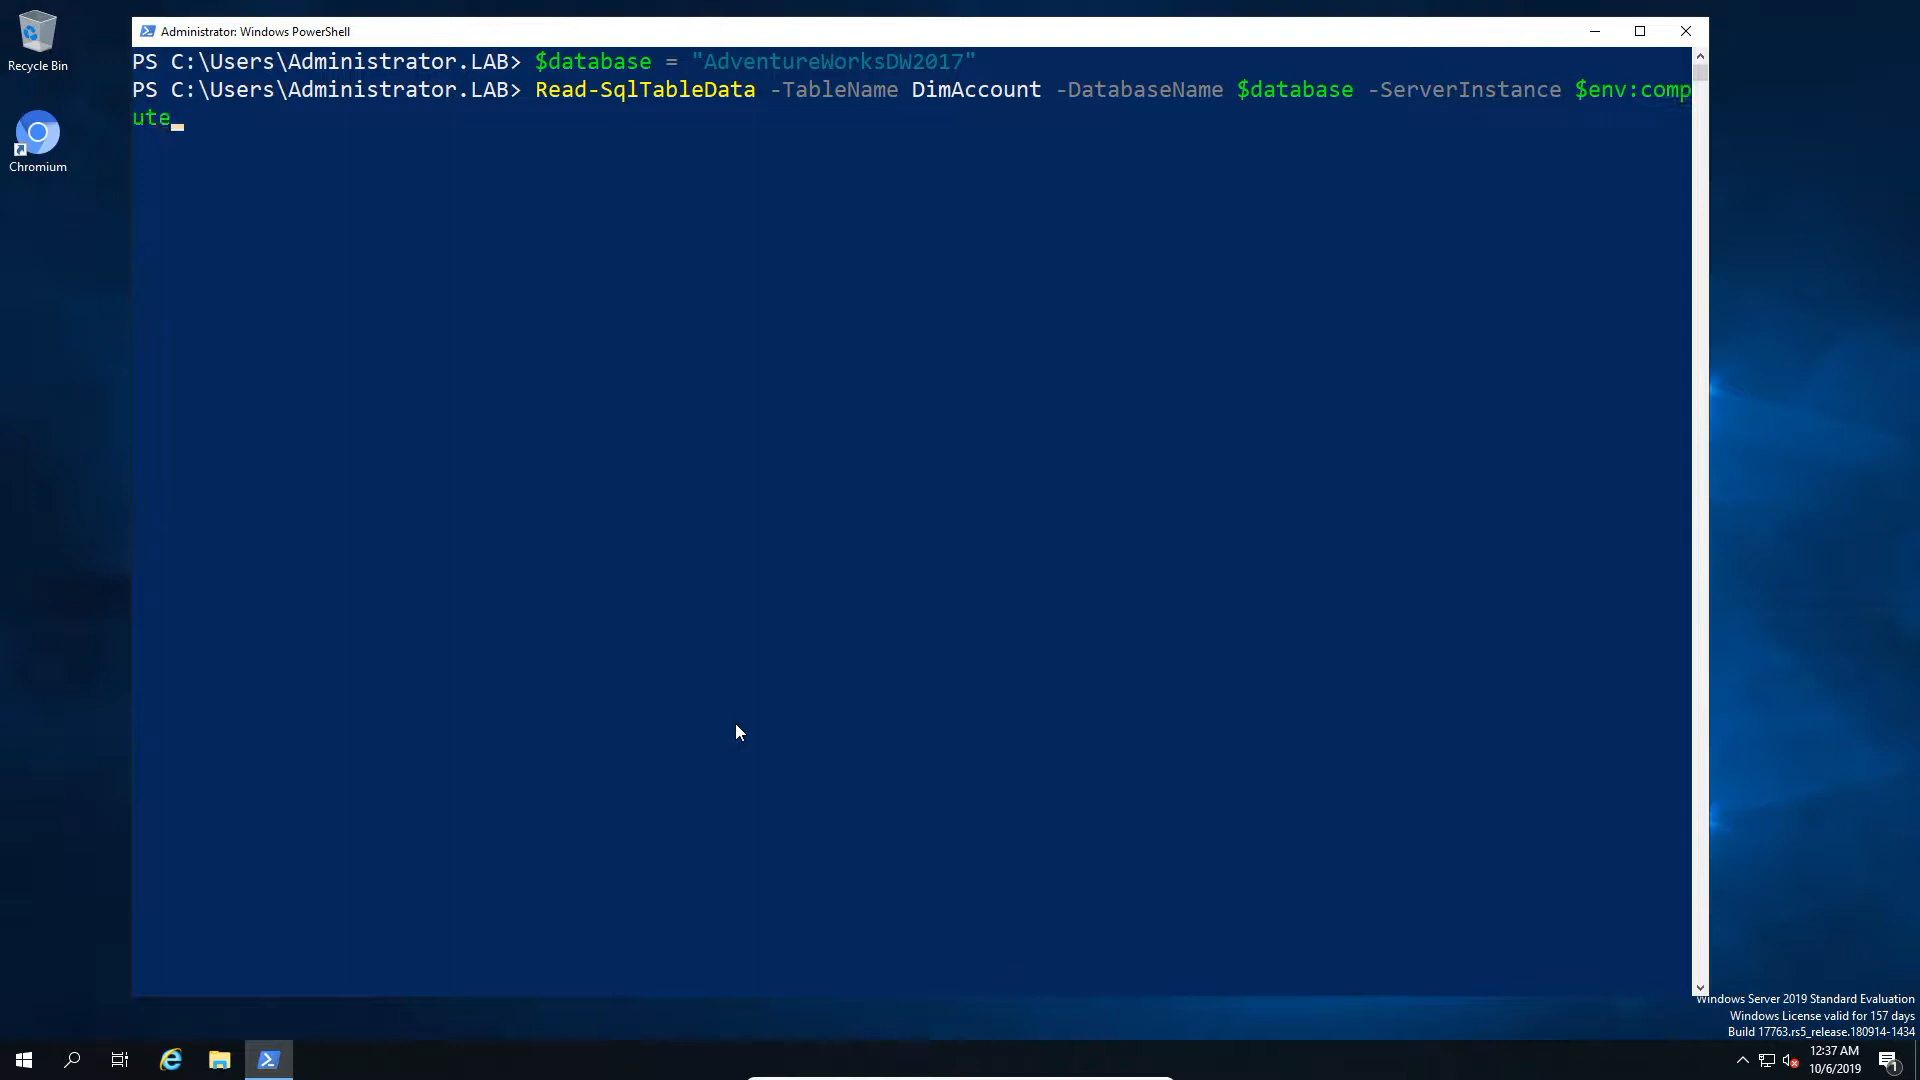 Recycle Bin
Chromium
Administrator: Windows PowerShell
PS C:\Users\Administrator.LAB> $database = "AdventureWorksDW2017"
PS C:\Users\Administrator.LAB> Read-SqlTableData -TableName DimAccount -DatabaseName $database -ServerInstance $env:comp
ute
Windows Server 2019 Standard Evaluation
Windows License valid for 157 days
Build 17763.rs5_release.180914-1434
12:37 AM
10/6/2019
1